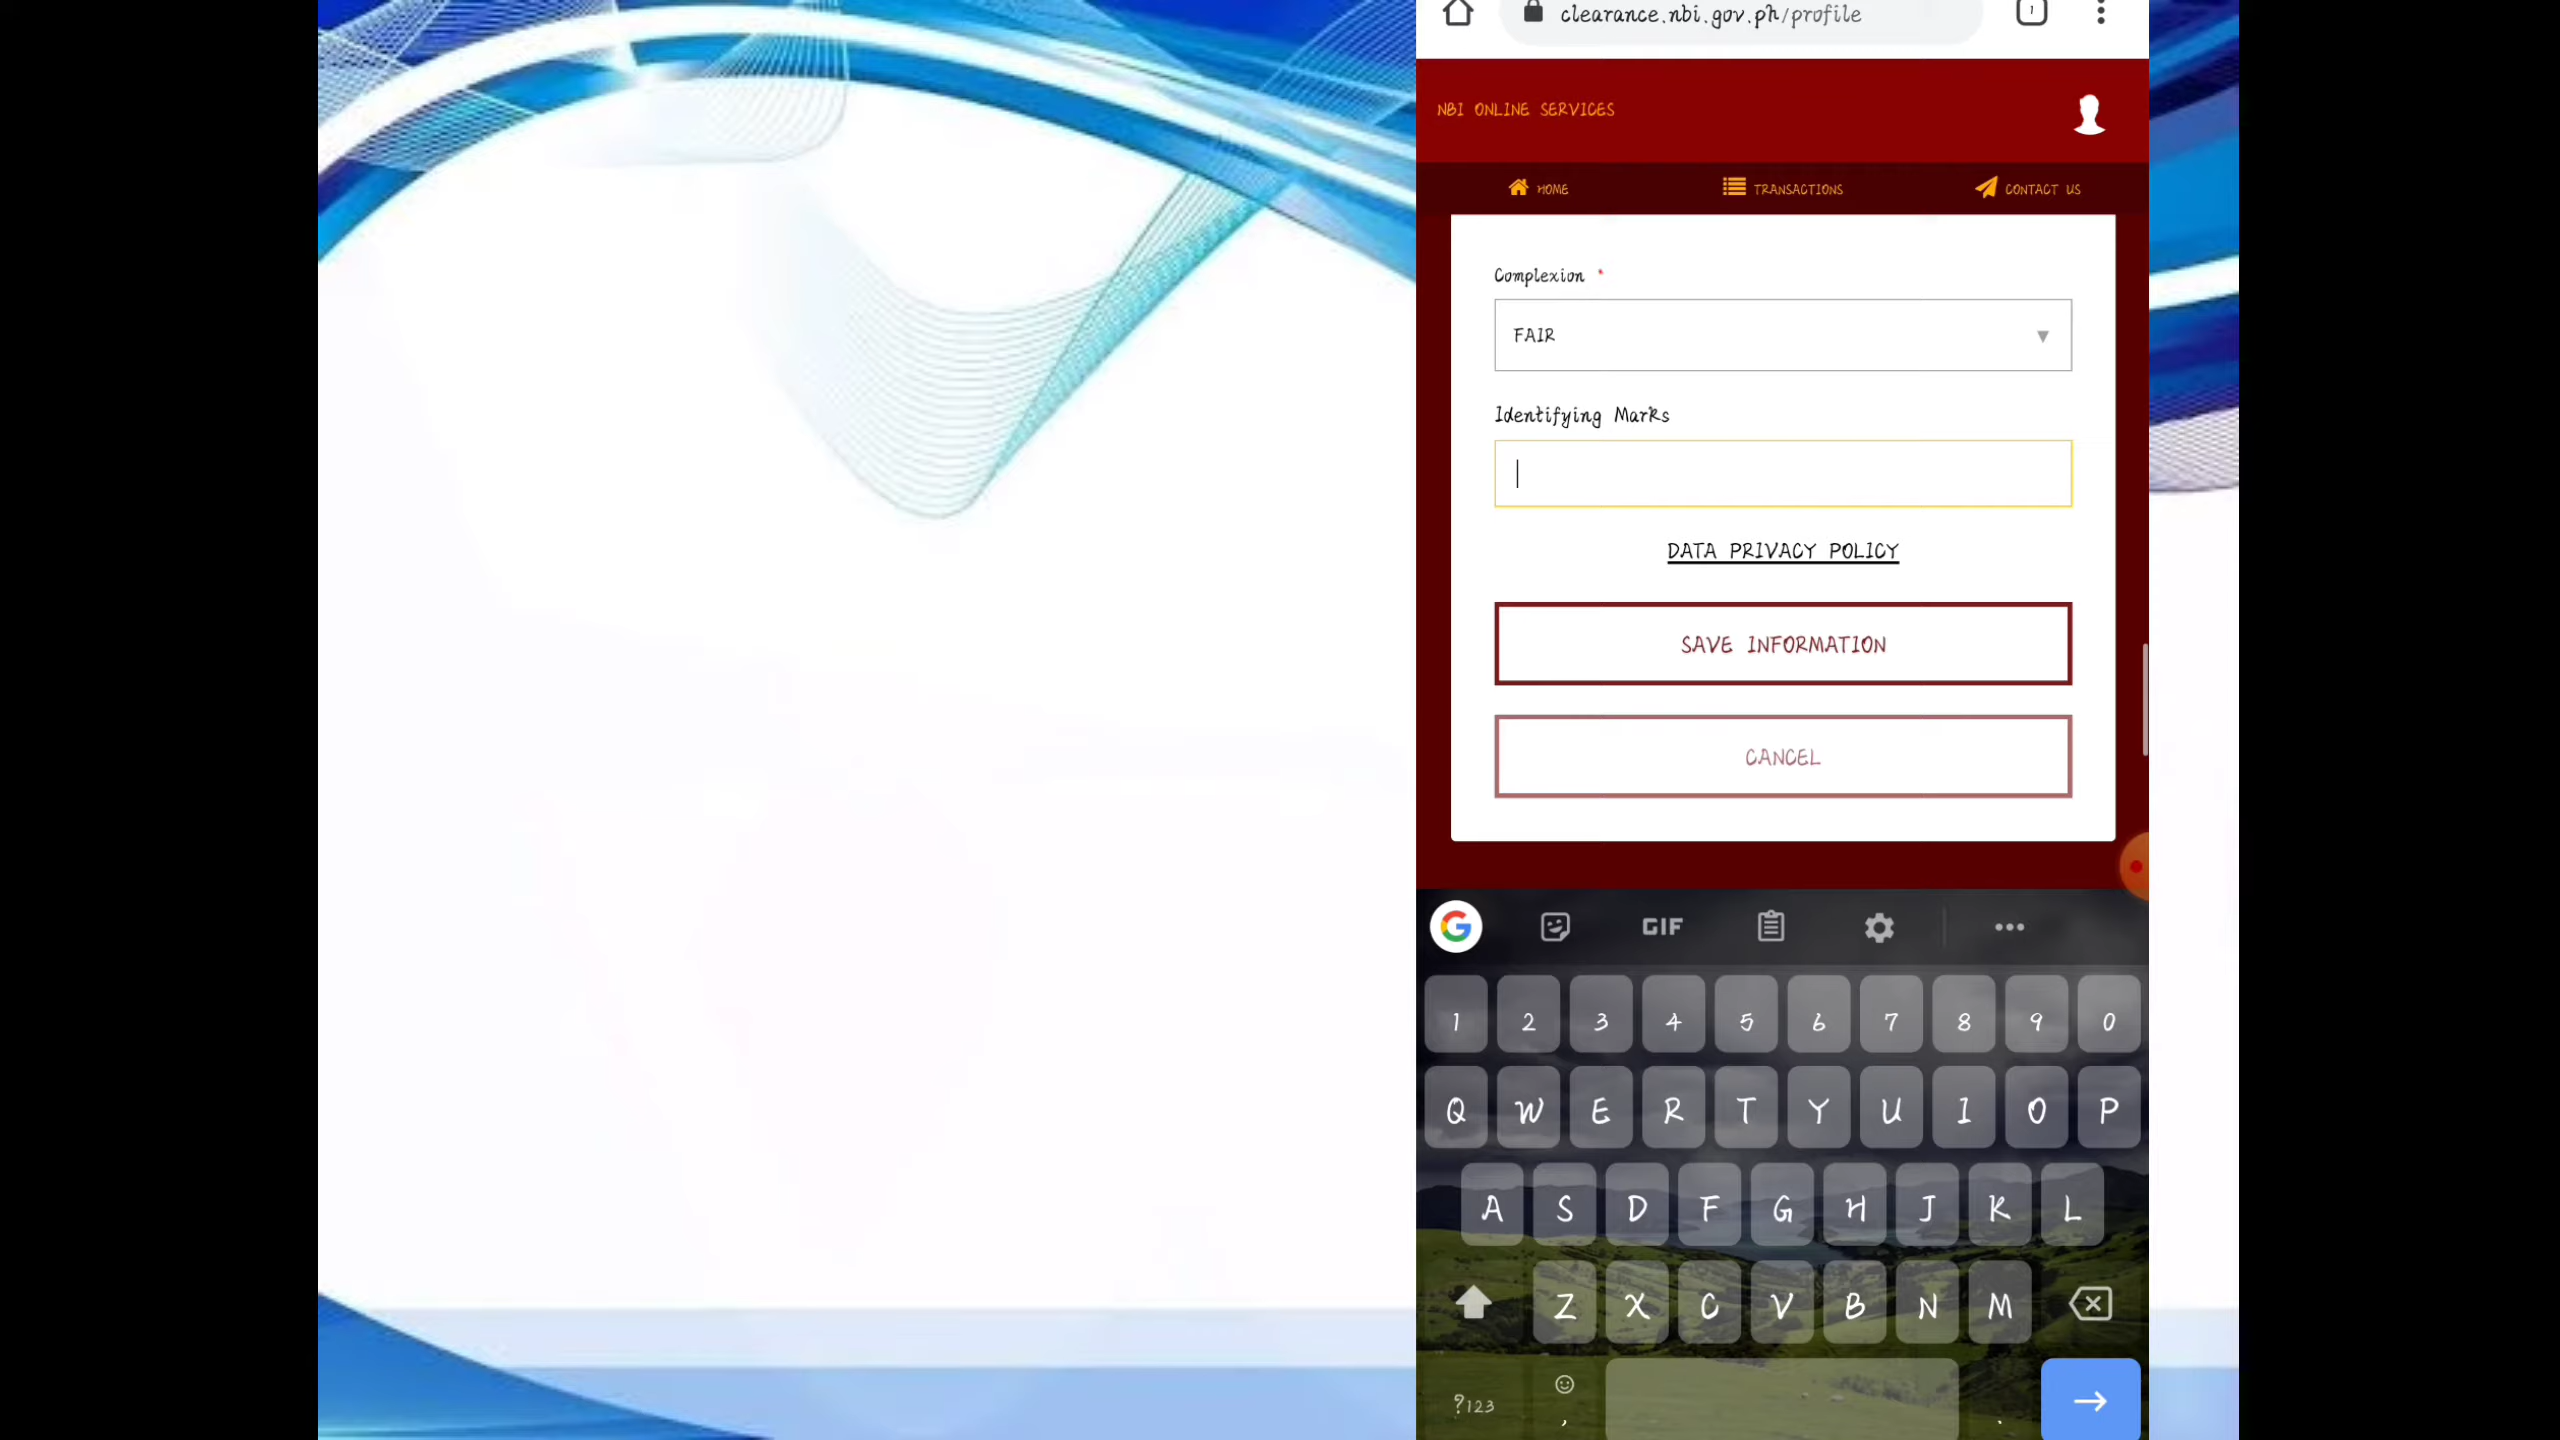 clearance.nbi.gov.ph/profile
1
NBI ONLINE SERVICES
HOME
TRANSACTIONS
CONTACT US
Complexion *
FAIR
Identifying Marks
DATA PRIVACY POLICY
SAVE INFORMATION
CANCEL
G GIF
1 2 3 4 5 6 7 8 9 0
Q W E R T Y U I O P
A S D F G H J K L
Z X C V B N M
?123 , .